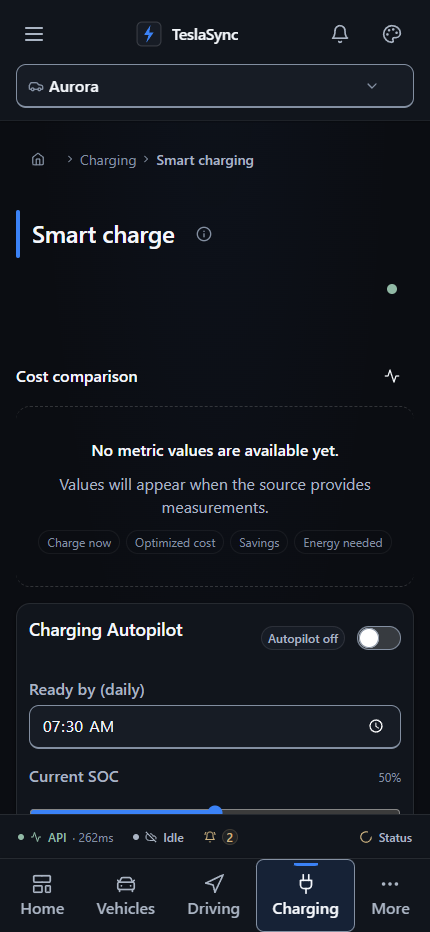 TeslaSync
Aurora
Charging
Smart charging
Smart charge
Cost comparison
No metric values are available yet.
Values will appear when the source provides
measurements.
Charge now
Optimized cost
Savings
Energy needed
Charging Autopilot
Autopilot off
Ready by (daily)
07:30 AM
Current SOC
50%
API · 262ms
Idle
2
Status
Home
Vehicles
Driving
Charging
More